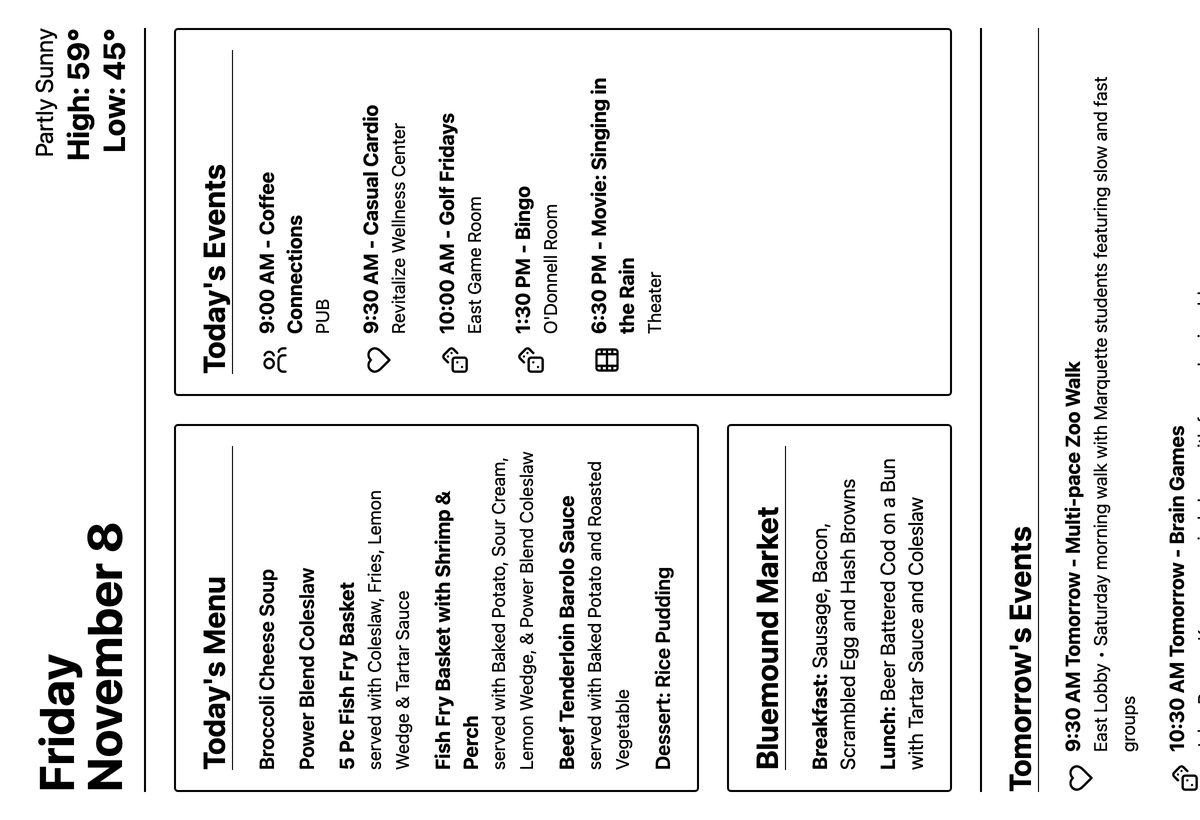 Friday
November 8
Partly Sunny
High: 59°
Low: 45°
Today's Menu
Broccoli Cheese Soup
Power Blend Coleslaw
5 Pc Fish Fry Basket
served with Coleslaw, Fries, Lemon
Wedge & Tartar Sauce
Fish Fry Basket with Shrimp &
Perch
served with Baked Potato, Sour Cream,
Lemon Wedge, & Power Blend Coleslaw
Beef Tenderloin Barolo Sauce
served with Baked Potato and Roasted
Vegetable
Dessert: Rice Pudding
Bluemound Market
Breakfast: Sausage, Bacon,
Scrambled Egg and Hash Browns
Lunch: Beer Battered Cod on a Bun
with Tartar Sauce and Coleslaw
Today's Events
9:00 AM - Coffee
Connections
PUB
9:30 AM - Casual Cardio
Revitalize Wellness Center
10:00 AM - Golf Fridays
East Game Room
1:30 PM - Bingo
O'Donnell Room
6:30 PM - Movie: Singing in
the Rain
Theater
Tomorrow's Events
9:30 AM Tomorrow - Multi-pace Zoo Walk
East Lobby • Saturday morning walk with Marquette students featuring slow and fast
groups
10:30 AM Tomorrow - Brain Games